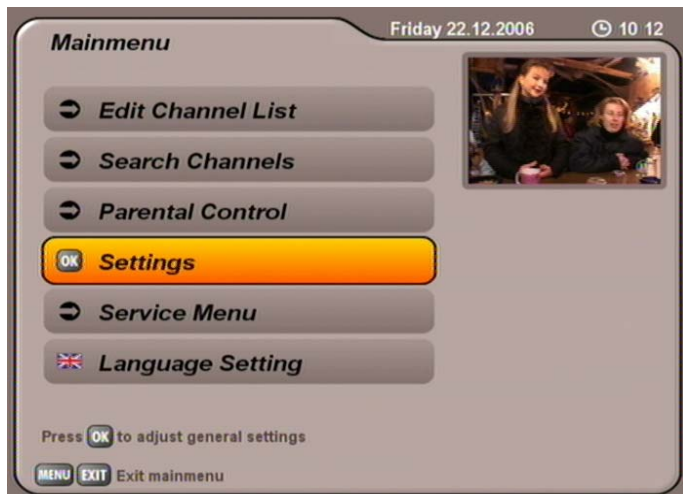 Friday 22.12.2006 10 12
Mainmenu
Edit Channel List
Search Channels
Parental Control
OK Settings
Service Menu
Language Setting
Press OK to adjust general settings
MENU EXIT Exit mainmenu